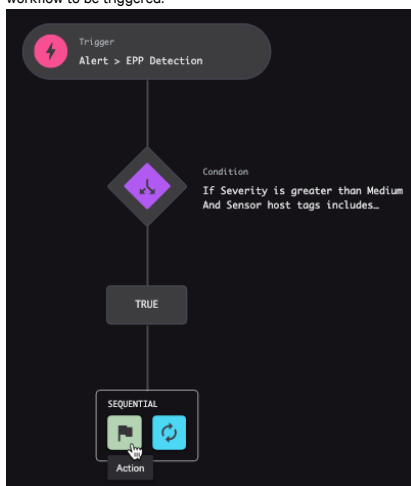 workflow to be triggered.
Trigger
Alert > EPP Detection
Condition
If Severity is greater than Medium
And Sensor host tags includes…
TRUE
SEQUENTIAL
Action